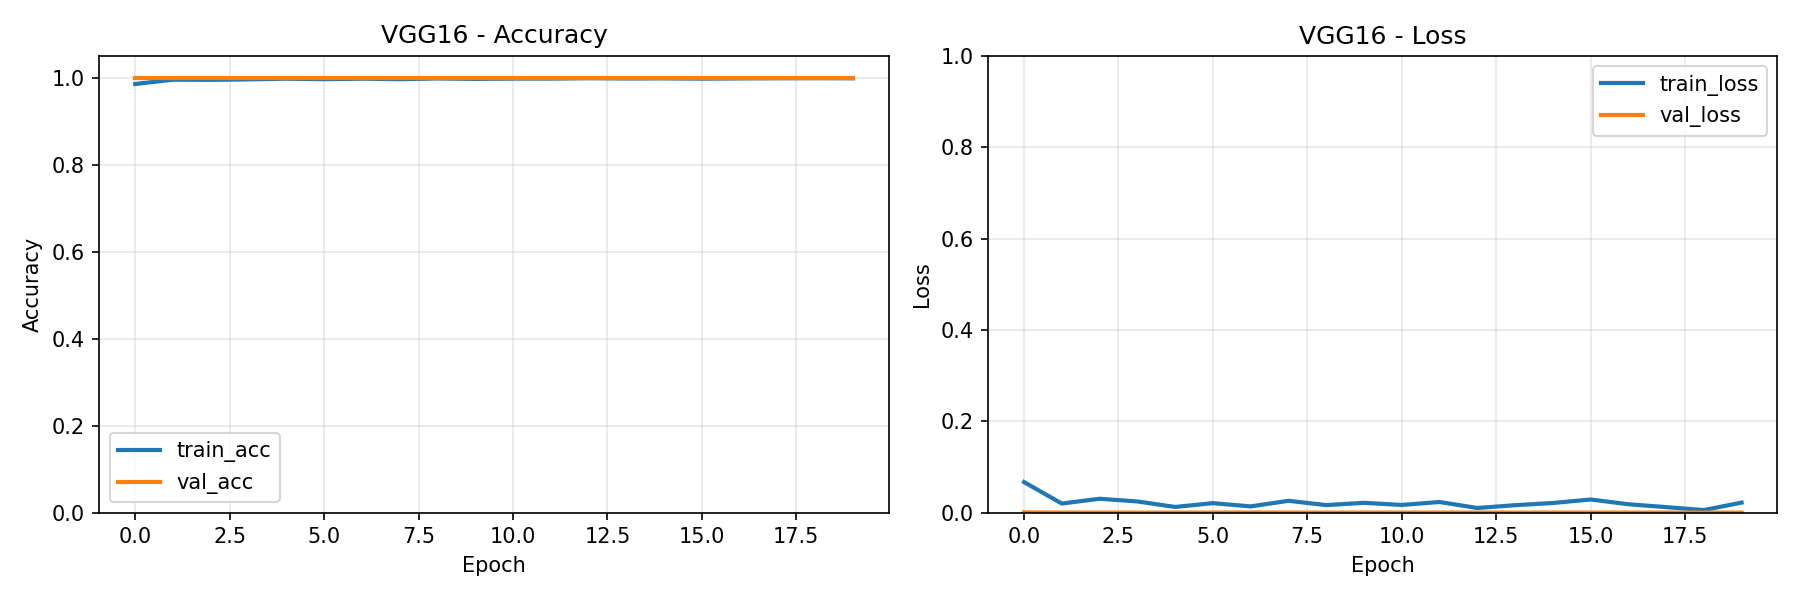 VGG16 - Accuracy
Accuracy
1.0
0.8
0.6
0.4
0.2
0.0
train_acc
val_acc
0.0 2.5 5.0 7.5 10.0 12.5 15.0 17.5
Epoch
VGG16 - Loss
Loss
1.0
0.8
0.6
0.4
0.2
0.0
train_loss
val_loss
0.0 2.5 5.0 7.5 10.0 12.5 15.0 17.5
Epoch